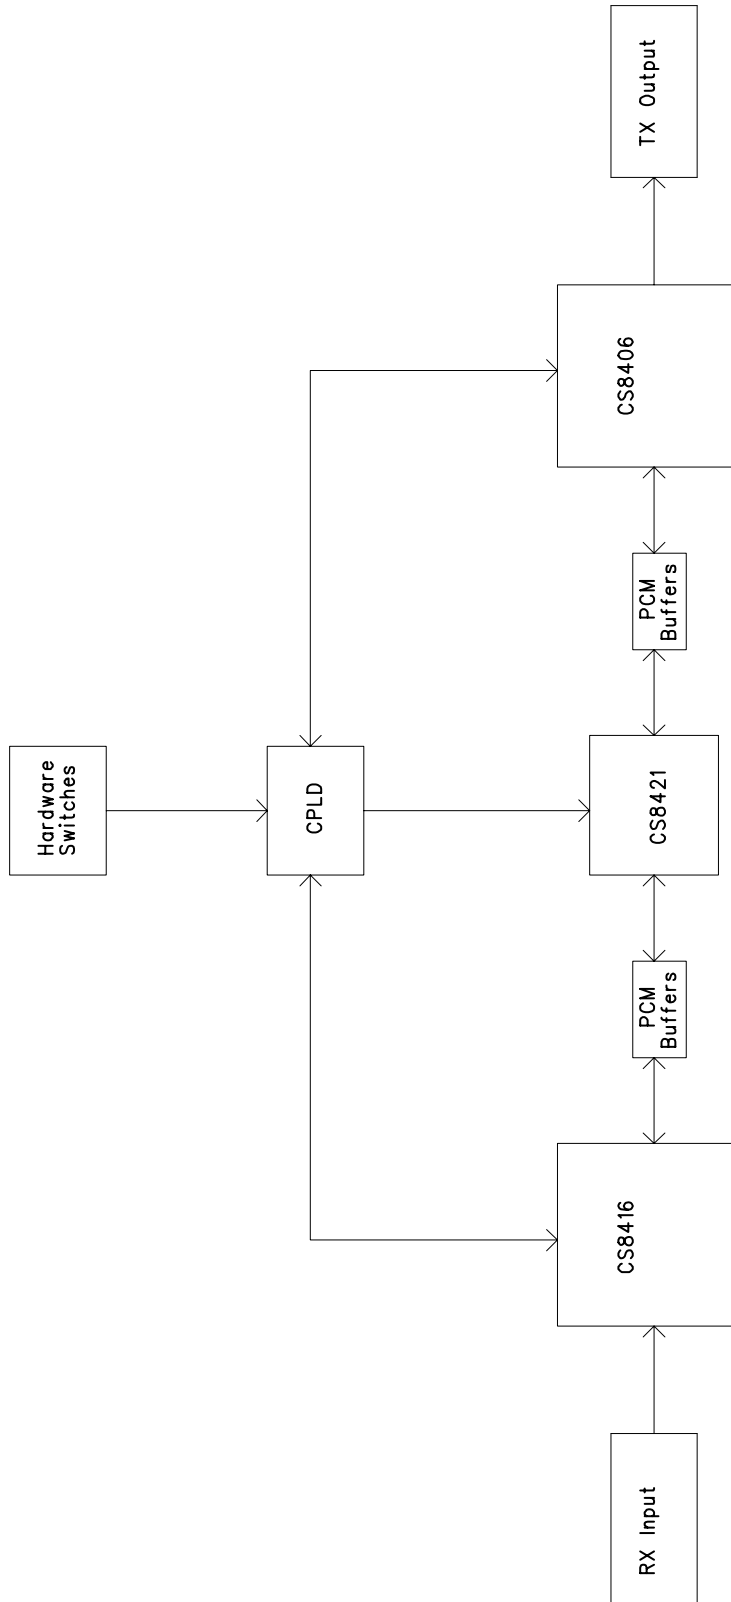 Hardware
Switches
CPLD
RX Input
CS8416
PCM
Buffers
CS8421
PCM
Buffers
CS8406
TX Output